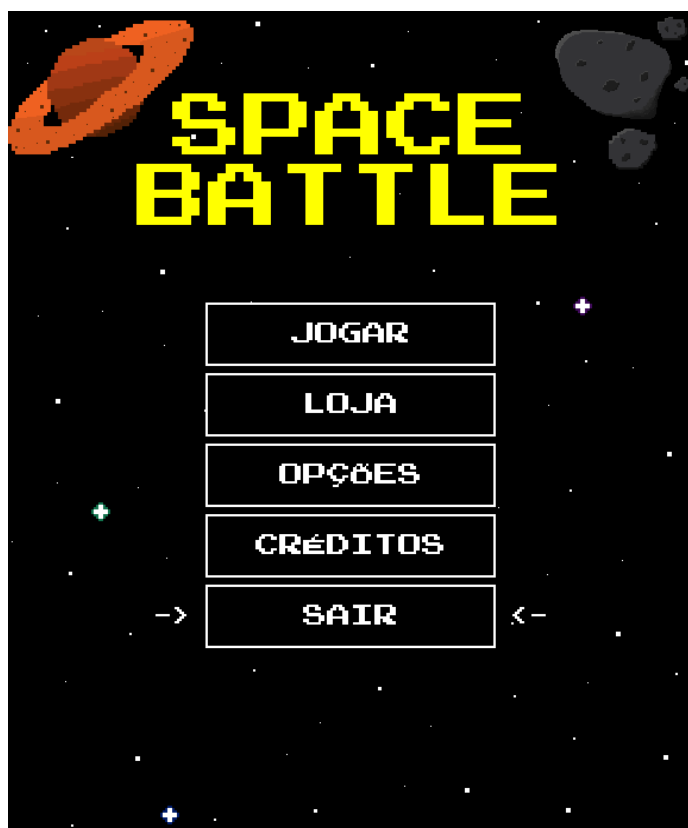 SPACE
BATTLE
JOGAR
LOJA
OPÇÕES
CRÉDITOS
-> SAIR <-